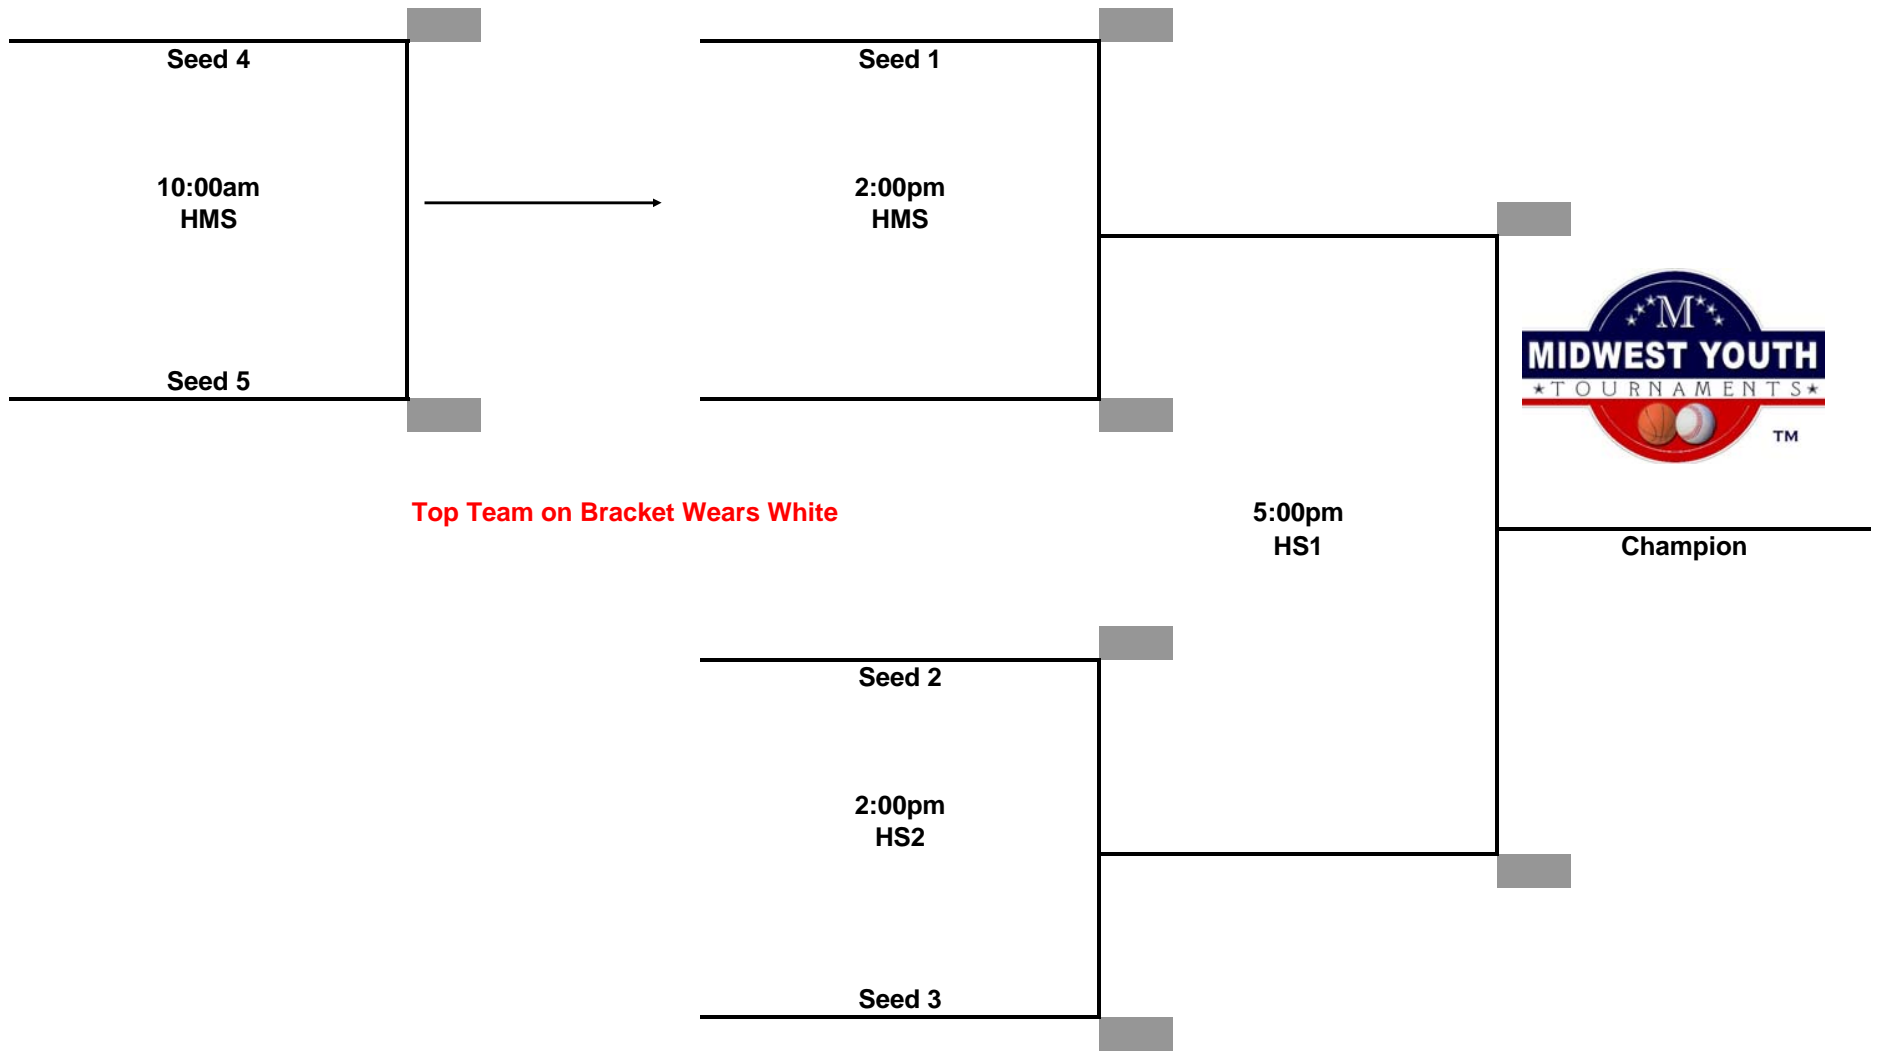 Seed 4
10:00am
HMS
Seed 5
Seed 1
2:00pm
HMS
Top Team on Bracket Wears White
5:00pm
HS1
Seed 2
2:00pm
HS2
Seed 3
M
MIDWEST YOUTH
TOURNAMENTS
TM
Champion